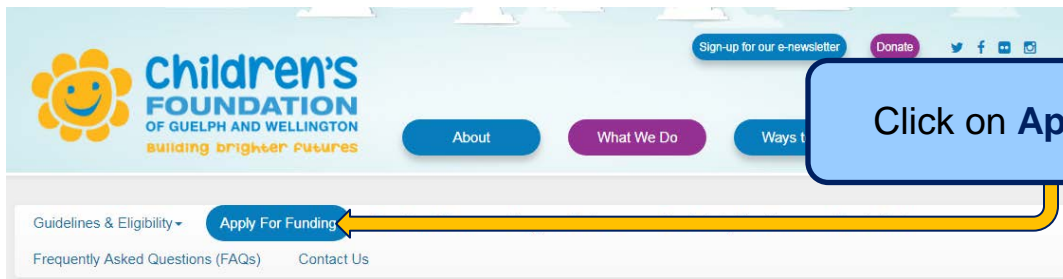 Sign-up for our e-newsletter Donate
Children's
FOUNDATION
OF GUELPH AND WELLINGTON
Building brighter Futures
About What We Do Ways
Click on
Guidelines & Eligibility Apply For Funding
Frequently Asked Questions (FAQs) Contact Us